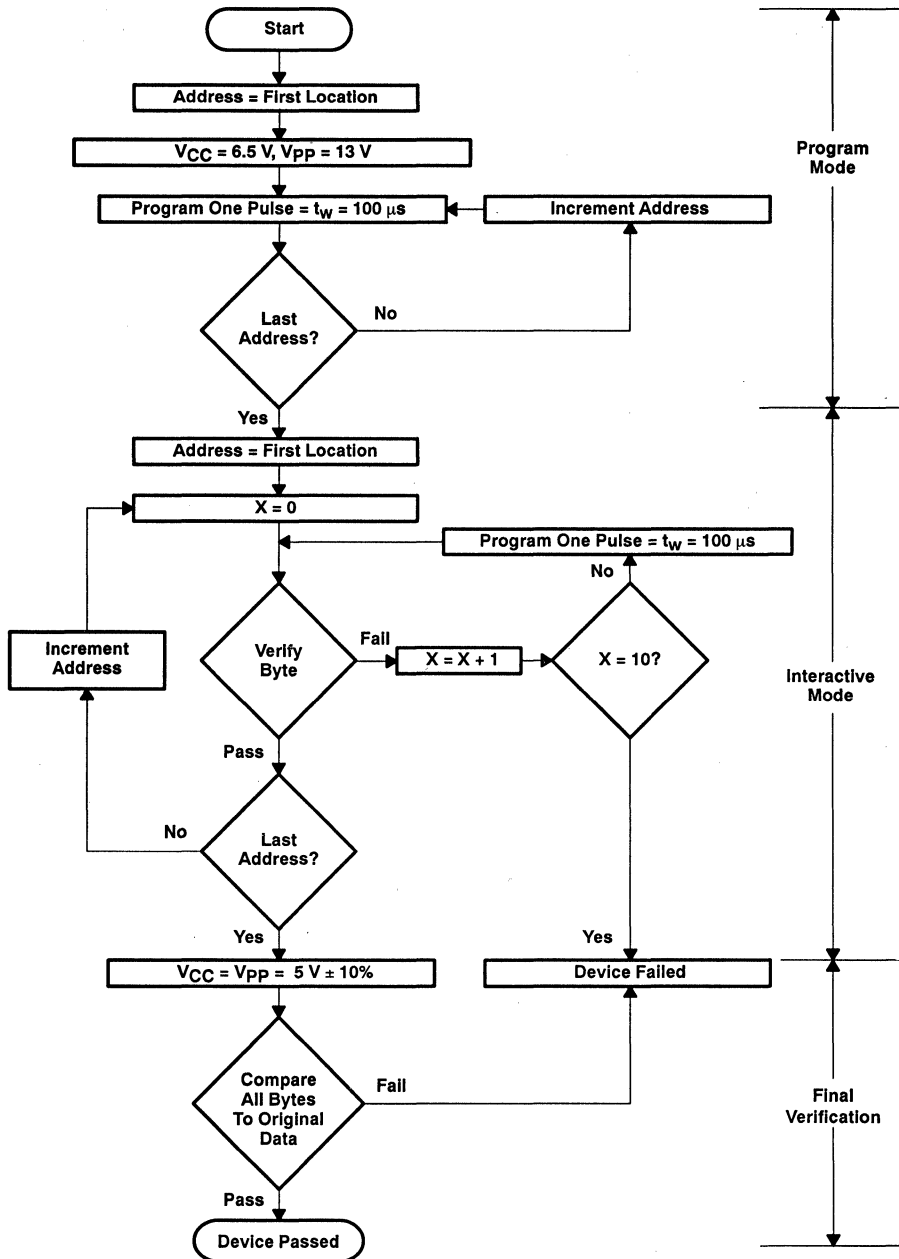 Start
Address = First Location
VCC = 6.5 V, VPP = 13 V
Program
Mode
Program One Pulse = tw = 100 μs
Increment Address
Last
Address?
No
Yes
Address = First Location
X = 0
Program One Pulse = tw = 100 μs
No
Increment
Address
Verify
Byte
Fail
X = X + 1
X = 10?
Interactive
Mode
Pass
No
Last
Address?
Yes
Yes
VCC = VPP = 5 V ± 10%
Device Failed
Compare
All Bytes
To Original
Data
Fail
Final
Verification
Pass
Device Passed